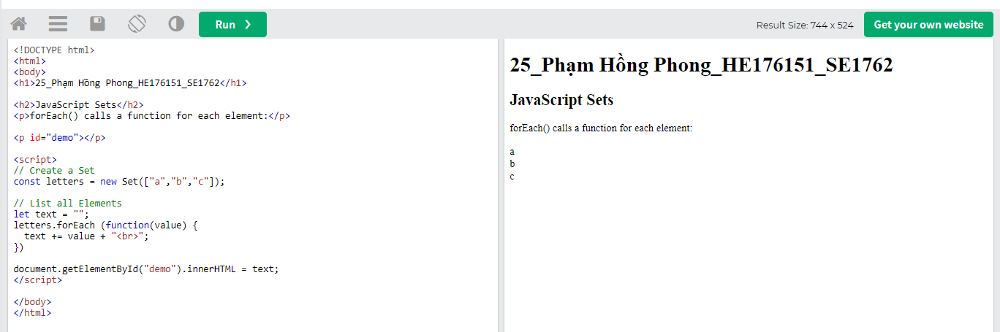 Run ❯
Result Size: 744 x 524
Get your own website
<!DOCTYPE html>
<html>
<body>
<h1>25_Phạm Hồng Phong_HE176151_SE1762</h1>
<h2>JavaScript Sets</h2>
<p>forEach() calls a function for each element:</p>
<p id="demo"></p>
<script>
// Create a Set
const letters = new Set(["a","b","c"]);
// List all Elements
let text = "";
letters.forEach (function(value) {
  text += value + "<br>";
})
document.getElementById("demo").innerHTML = text;
</script>
</body>
</html>
25_Phạm Hồng Phong_HE176151_SE1762
JavaScript Sets
forEach() calls a function for each element:
a
b
c